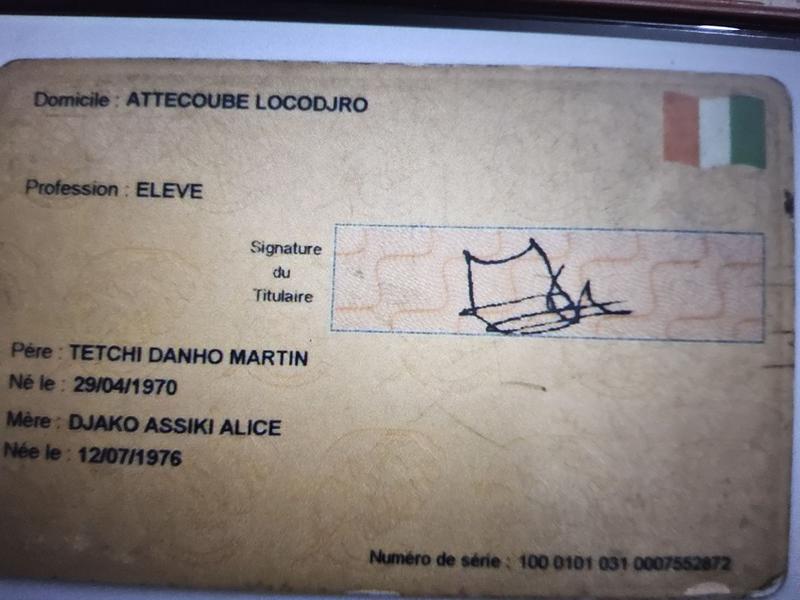 Domicile : ATTECOUBE LOCODJRO
Profession : ELEVE
Signature
du
Titulaire
Père : TETCHI DANHO MARTIN
Né le : 29/04/1970
Mère : DJAKO ASSIKI ALICE
Née le : 12/07/1976
Numéro de série : 100 0101 031 0007552872